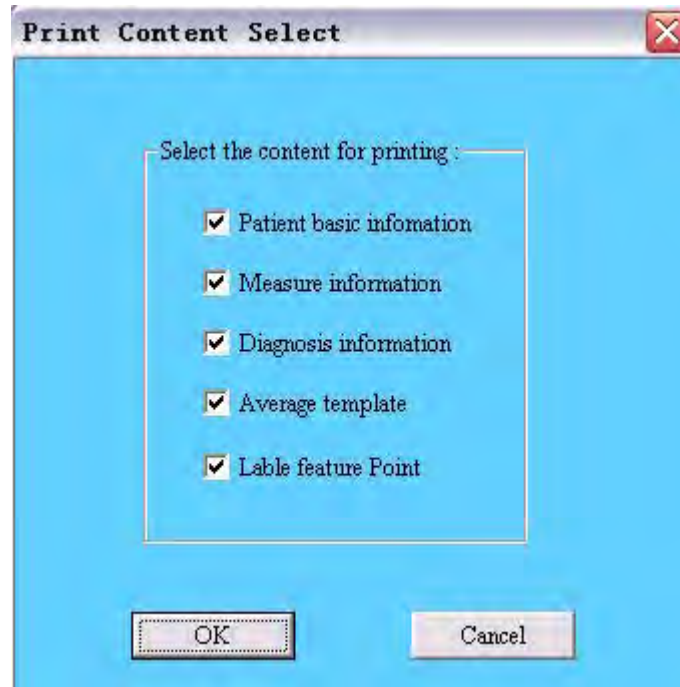 Print Content Select
Select the content for printing :
Patient basic infomation
Measure information
Diagnosis information
Average template
Lable feature Point
OK
Cancel